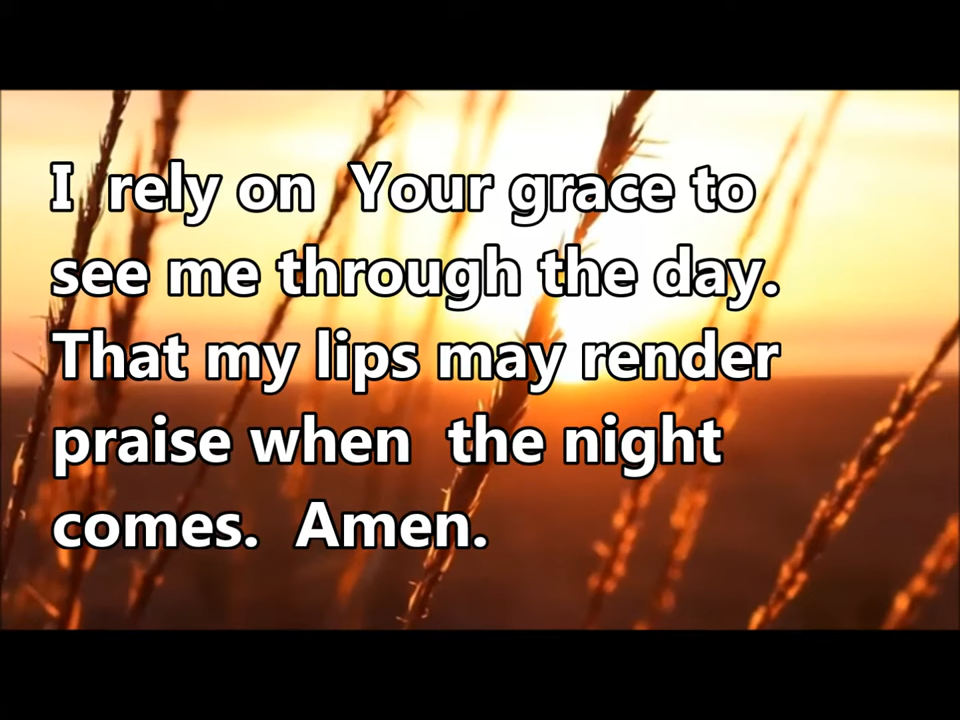 I rely on Your grace to
see me through the day.
That my lips may render
praise when the night
comes. Amen.